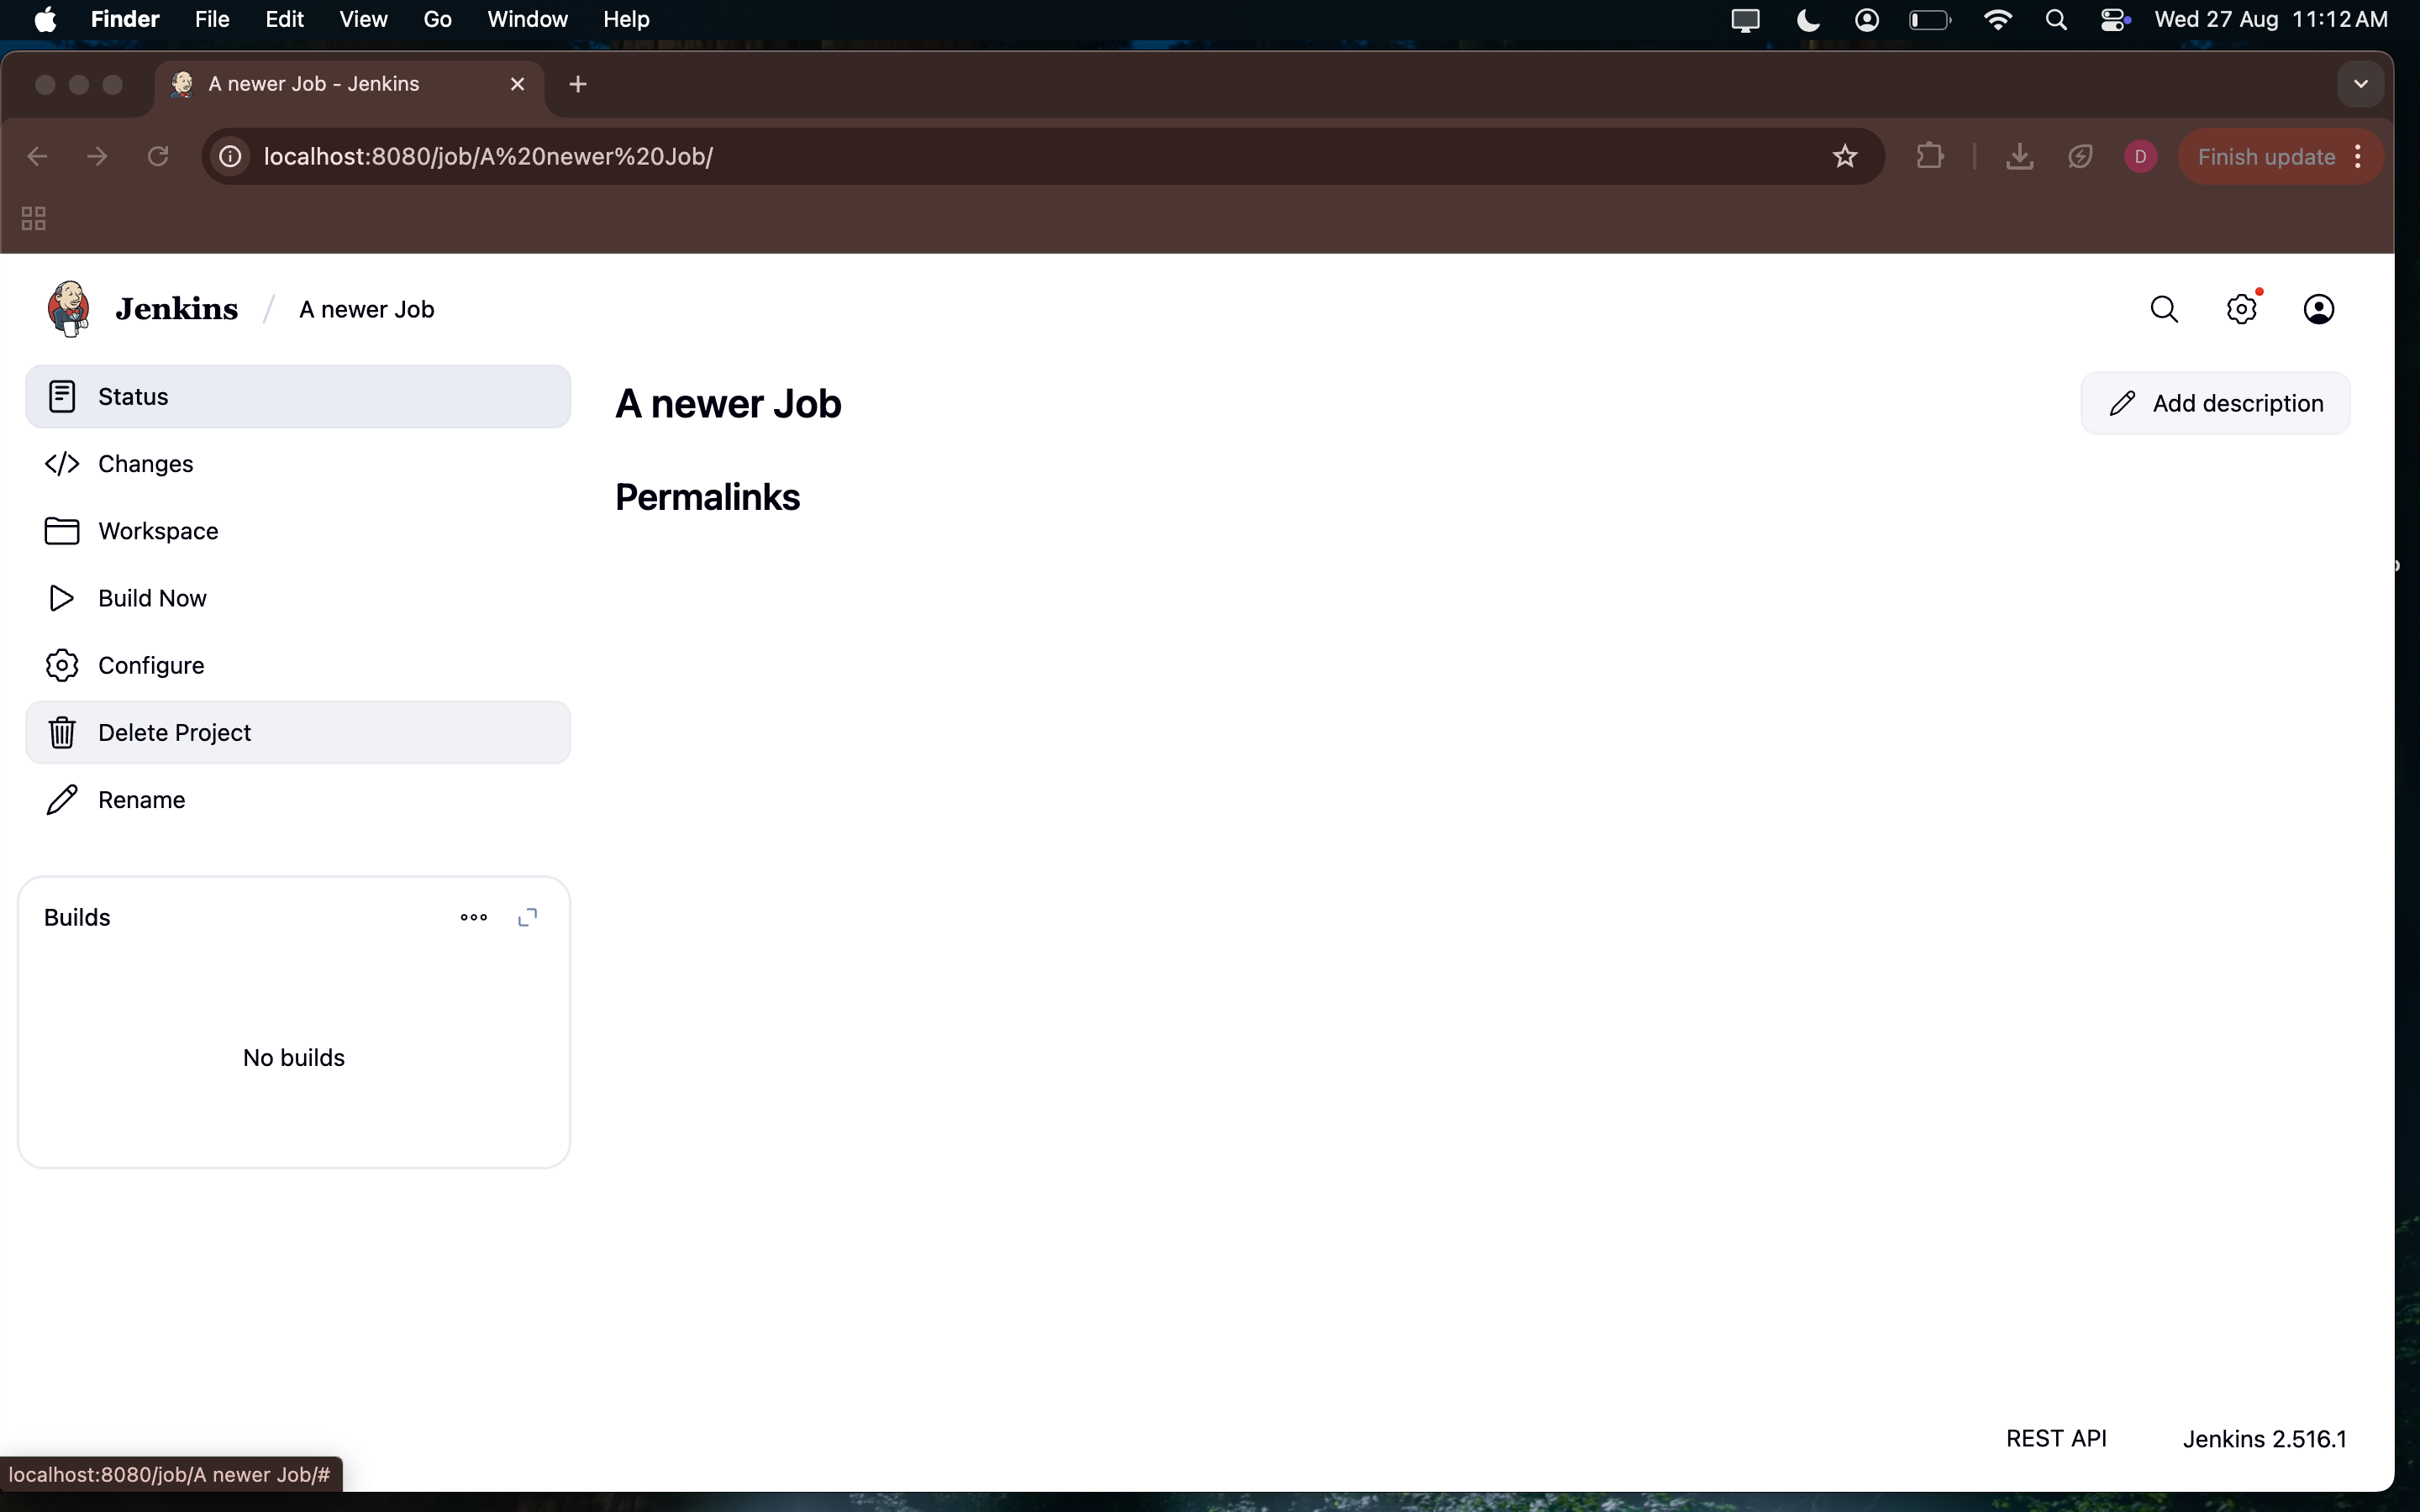 Finder File Edit View Go Window Help Wed 27 Aug 11:12 AM
A newer Job - Jenkins
localhost:8080/job/A%20newer%20Job/ D Finish update
Jenkins / A newer Job
Status
Changes
Workspace
Build Now
Configure
Delete Project
Rename
A newer Job
Add description
Permalinks
Builds
No builds
REST API Jenkins 2.516.1
localhost:8080/job/A newer Job/#